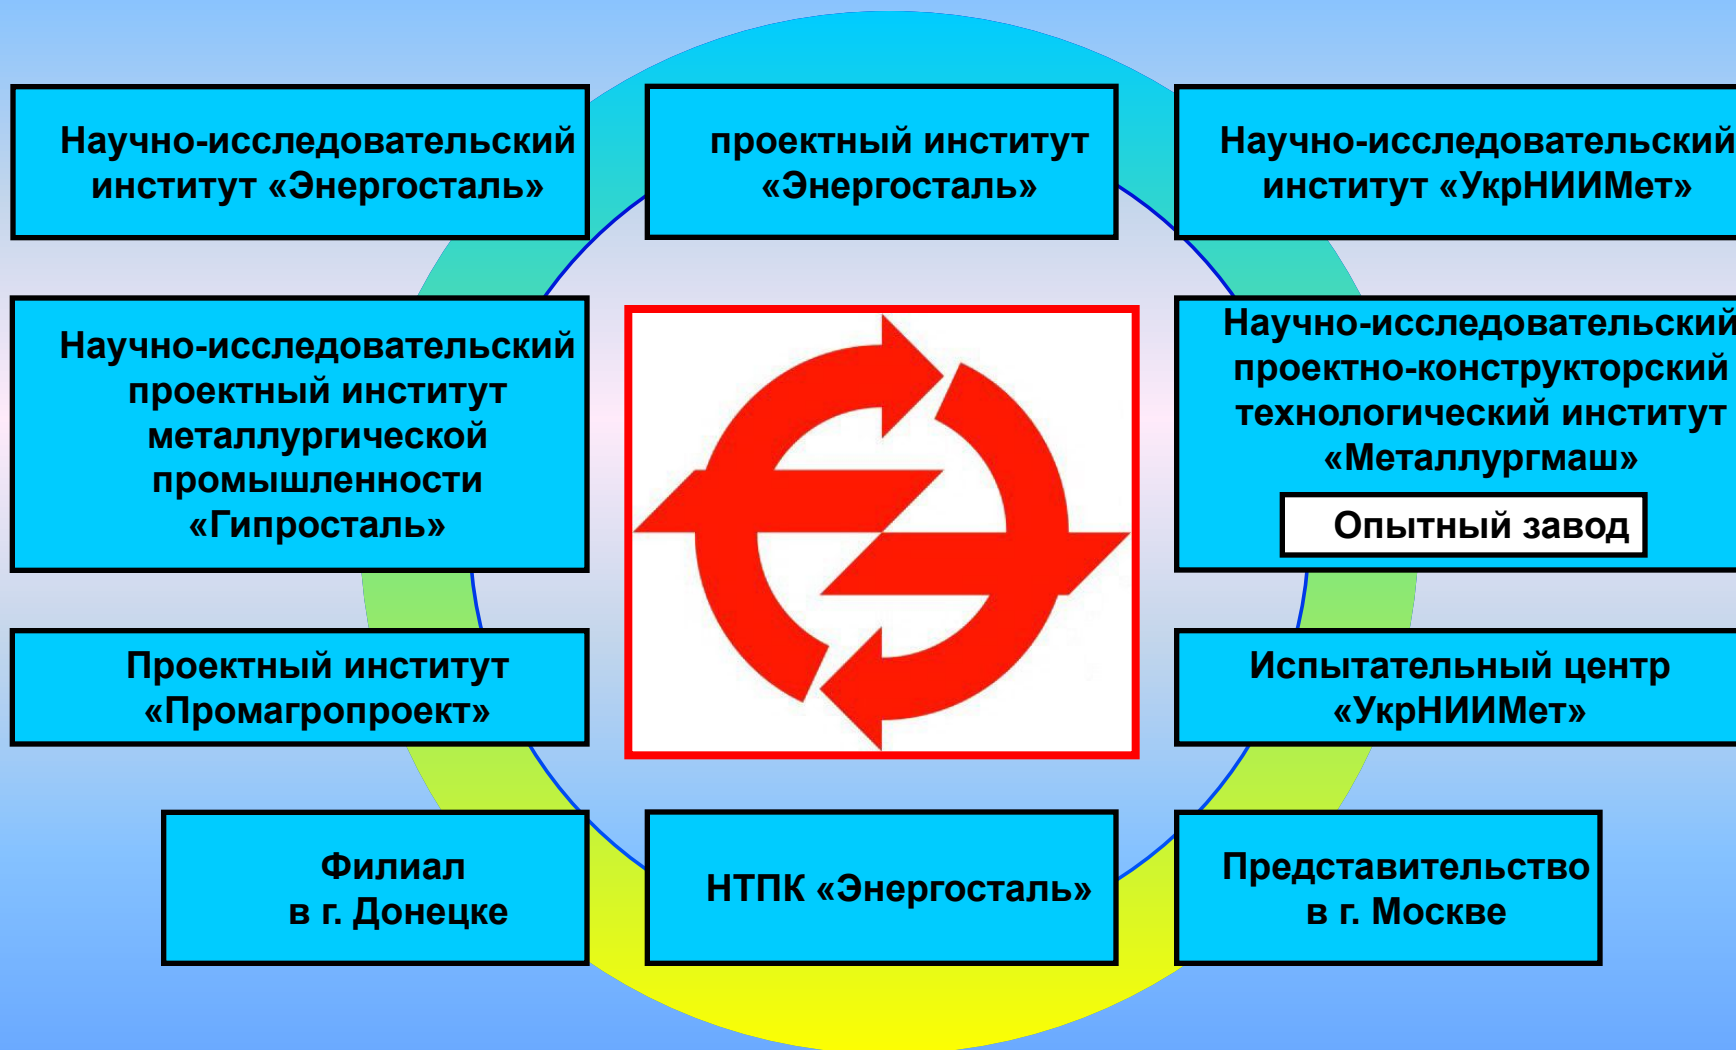 Научно-исследовательский
институт «Энергосталь»
проектный институт
«Энергосталь»
Научно-исследовательский
институт «УкрНИИМет»
Научно-исследовательский
проектный институт
металлургической
промышленности
«Гипросталь»
Научно-исследовательский
проектно-конструкторский
технологический институт
«Металлургмаш»
Опытный завод
Проектный институт
«Промагропроект»
Испытательный центр
«УкрНИИМет»
Филиал
в г. Донецке
НТПК «Энергосталь»
Представительство
в г. Москве